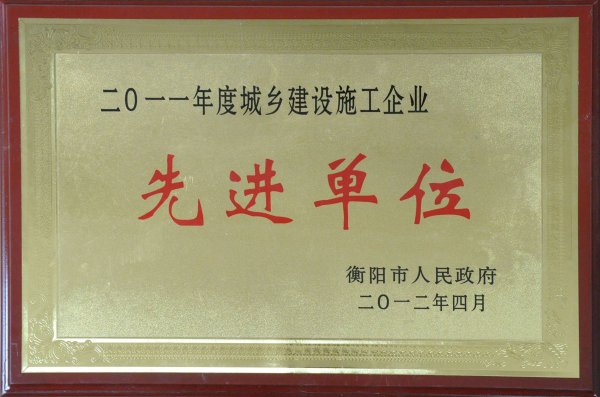 二〇一一年度城乡建设施工企业
先进单位
衡阳市人民政府
二〇一二年四月